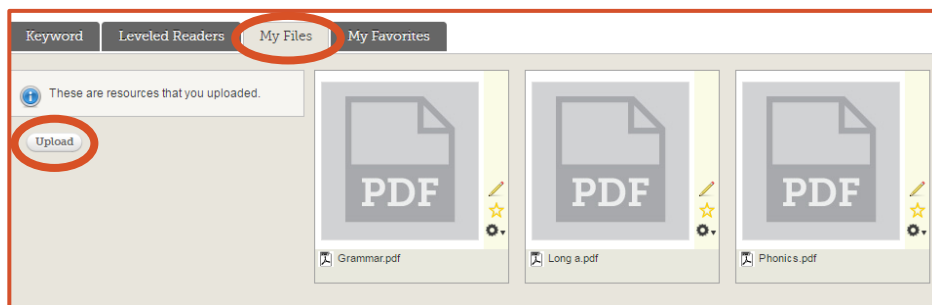 Keyword Leveled Readers My Files My Favorites
These are resources that you uploaded.
Upload
PDF PDF PDF
Grammar.pdf Long a.pdf Phonics.pdf